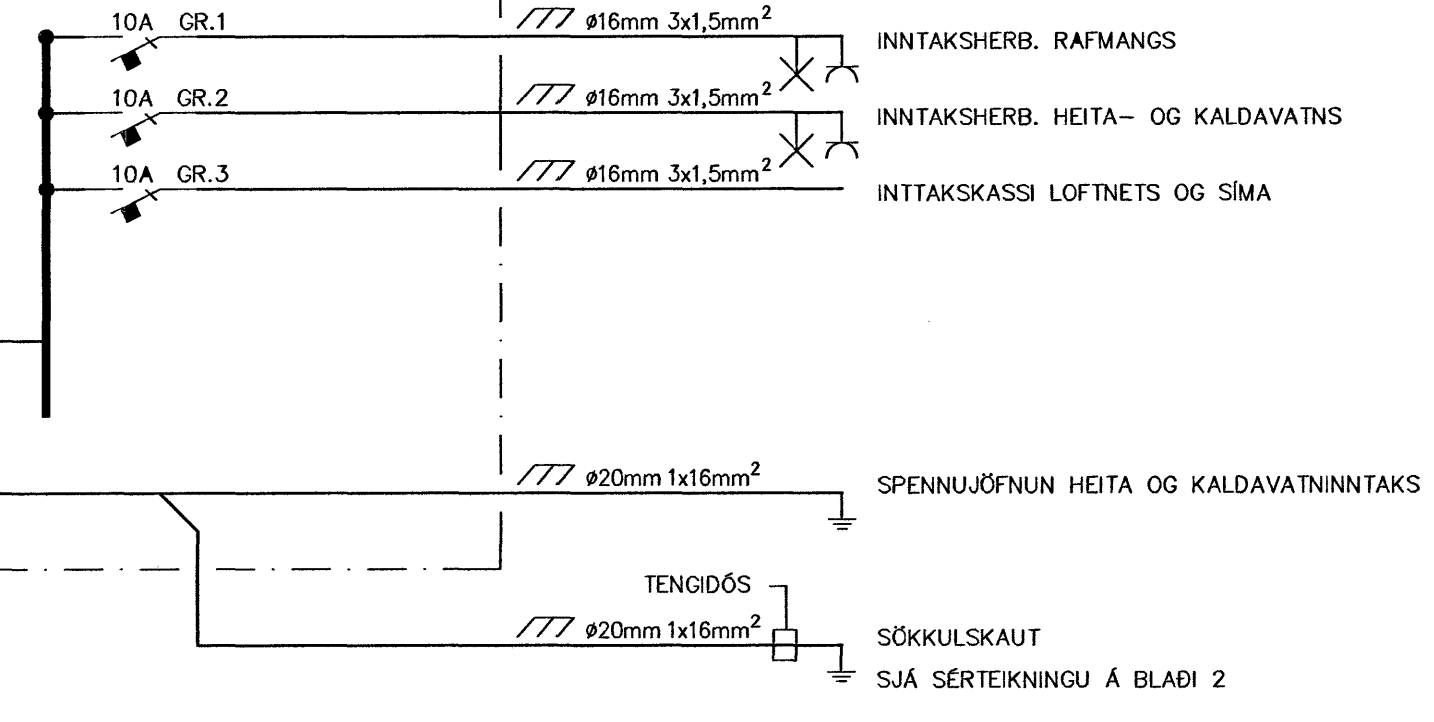 10A GR.1 ø16mm 3x1,5mm² INNTAKSHERB. RAFMANGS
10A GR.2 ø16mm 3x1,5mm² INNTAKSHERB. HEITA- OG KALDAVATNS
10A GR.3 ø16mm 3x1,5mm² INTTAKSKASSI LOFTNETS OG SÍMA
ø20mm 1x16mm² SPENNUJÖFNUN HEITA OG KALDAVATNINNTAKS
TENGIDÓS
ø20mm 1x16mm² SÖKKULSKAUT
SJÁ SÉRTEIKNINGU Á BLAÐI 2